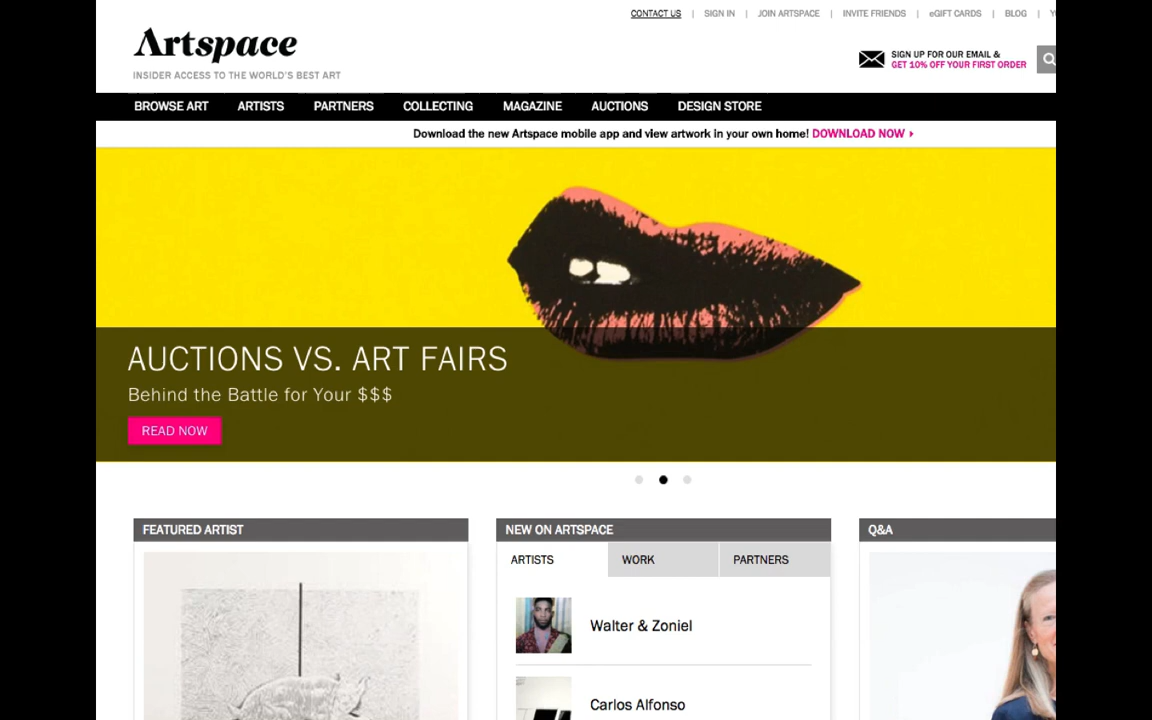 CONTACT US | SIGN IN | JOIN ARTSPACE | INVITE FRIENDS | eGIFT CARDS | BLOG |
Artspace
INSIDER ACCESS TO THE WORLD'S BEST ART
SIGN UP FOR OUR EMAIL &
GET 10% OFF YOUR FIRST ORDER
BROWSE ART ARTISTS PARTNERS COLLECTING MAGAZINE AUCTIONS DESIGN STORE
Download the new Artspace mobile app and view artwork in your own home! DOWNLOAD NOW
AUCTIONS VS. ART FAIRS
Behind the Battle for Your $$$
READ NOW
FEATURED ARTIST
NEW ON ARTSPACE
Q&A
ARTISTS WORK PARTNERS
Walter & Zoniel
Carlos Alfonso